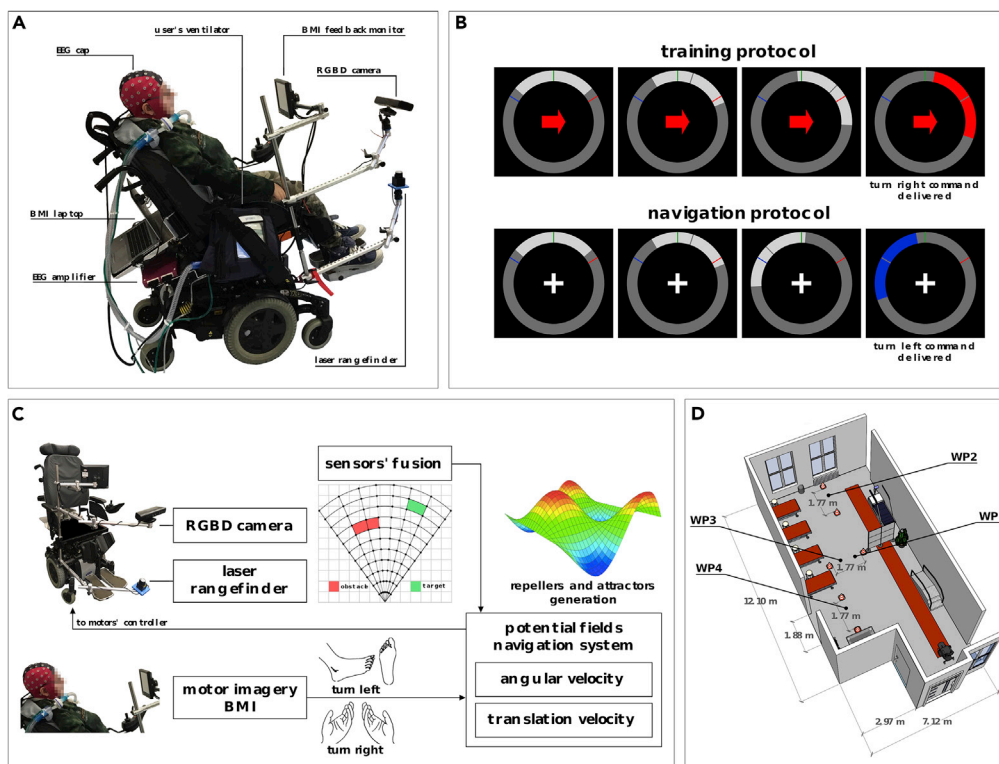 A
user's ventilator
BMI feedback monitor
EEG cap
RGBD camera
BMI laptop
EEG amplifier
laser rangefinder
B
training protocol
turn right command
delivered
navigation protocol
turn left command
delivered
C
sensors' fusion
RGBD camera
laser
rangefinder
obstacle
target
repellers and attractors
generation
to motors' controller
potential fields
navigation system
angular velocity
translation velocity
motor imagery
BMI
turn left
turn right
D
WP2
1.77 m
WP3
WP
WP4
1.77 m
12.10 m
1.77 m
1.88 m
2.97 m
7.12 m